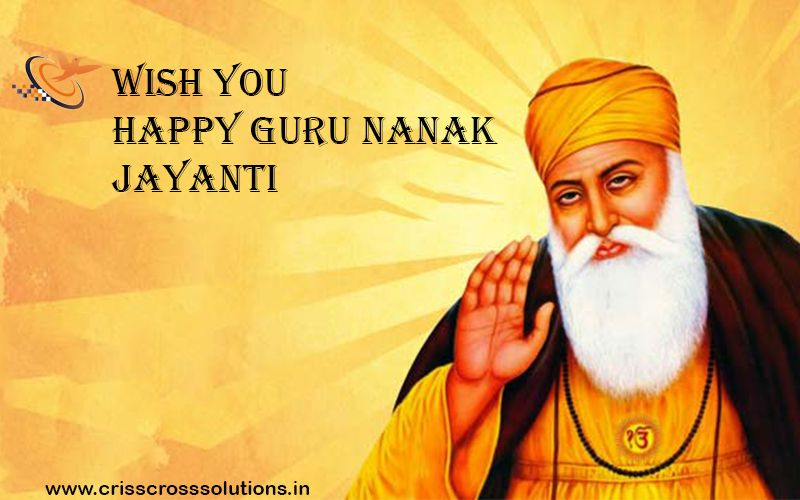 WISH YOU
HAPPY GURU NANAK
JAYANTI
ੴ
www.crisscrosssolutions.in